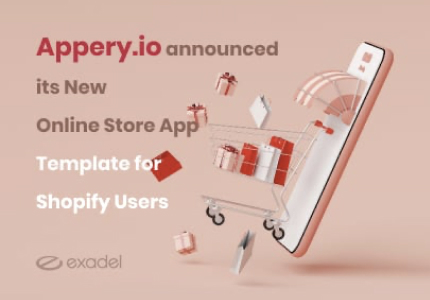 Appery.io announced
its New
Online Store App
Template for
Shopify Users
exadel